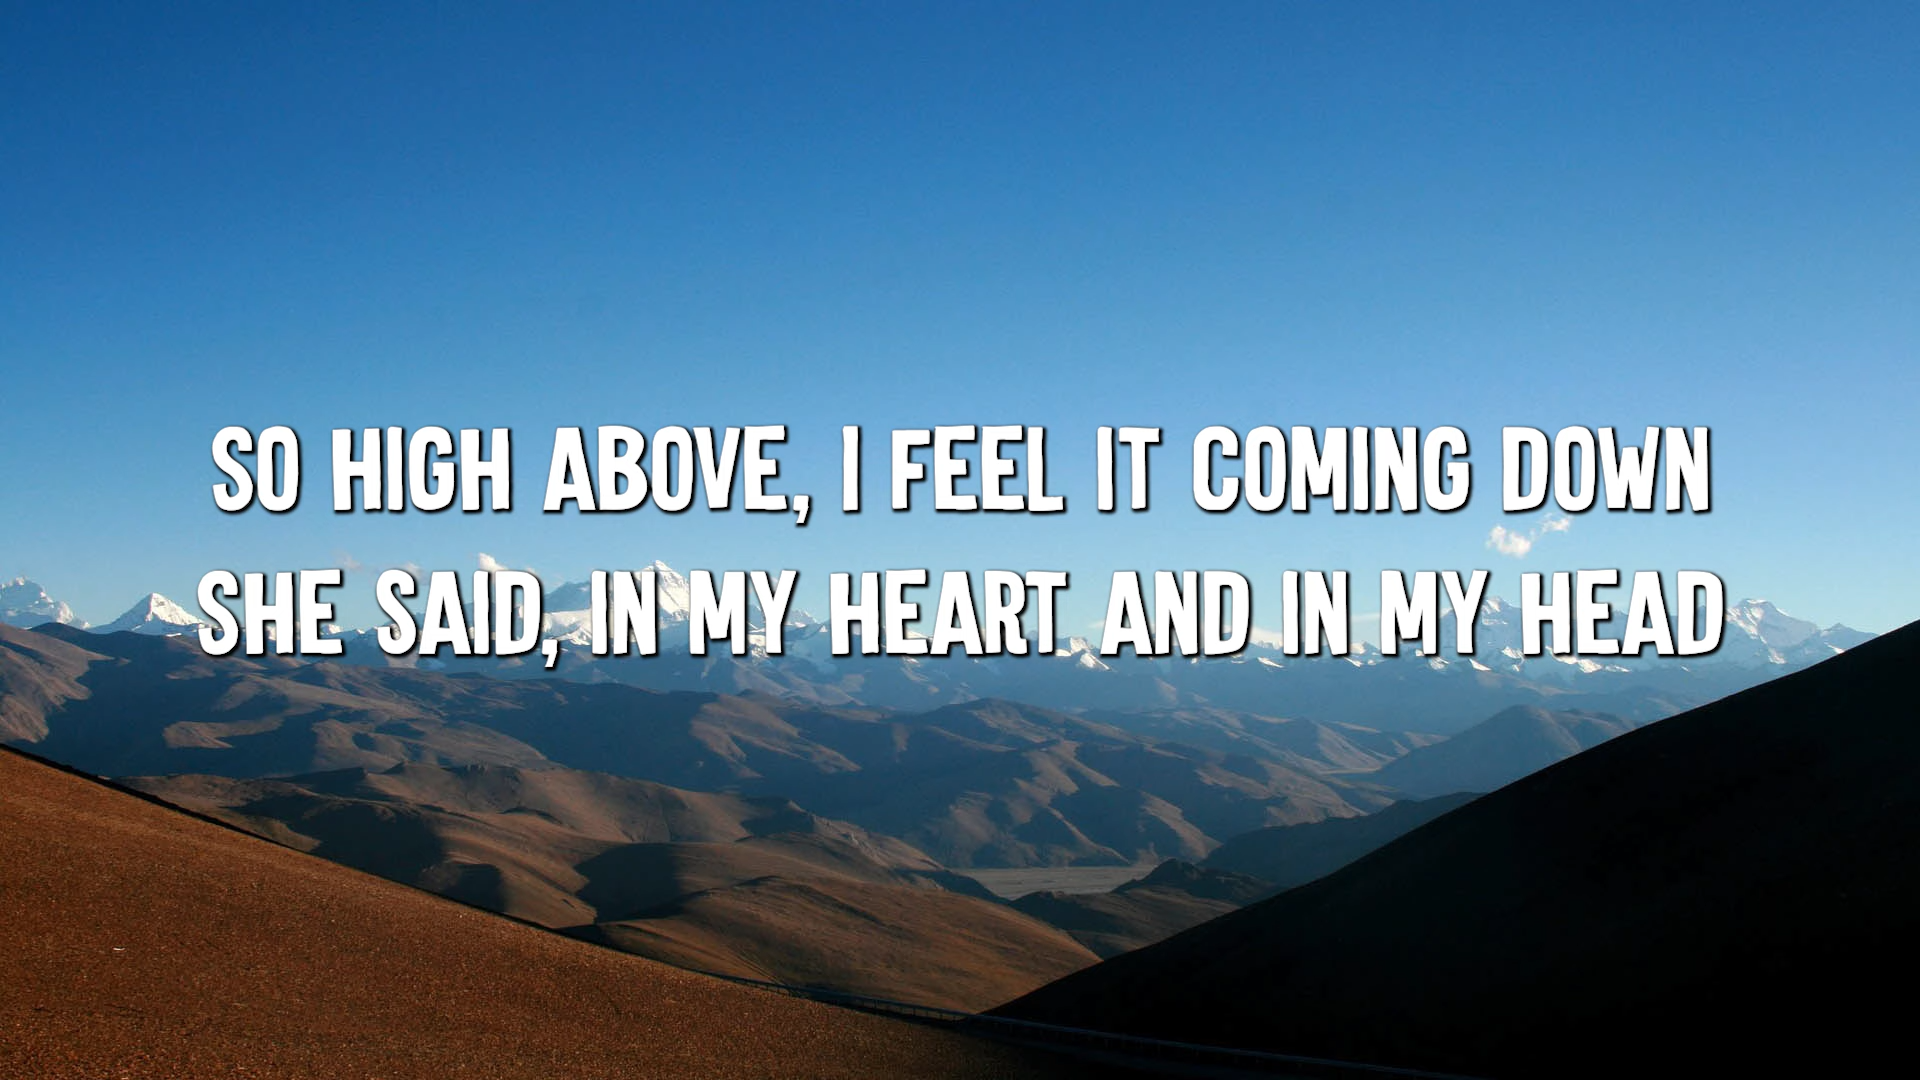 SO HIGH ABOVE, I FEEL IT COMING DOWN
SHE SAID, IN MY HEART AND IN MY HEAD